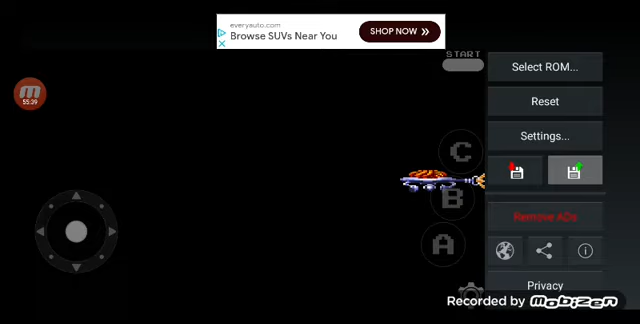 everyauto.com
Browse SUVs Near You
SHOP NOW
START
Select ROM...
55:39
Reset
Settings...
C
B
A
Remove ADs
Privacy
Recorded by MOBIZEN